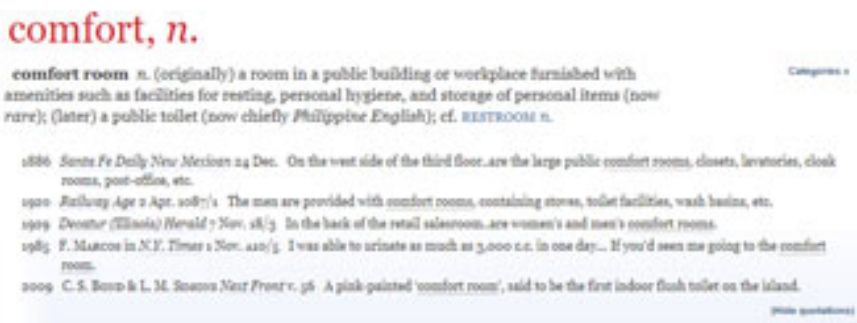 comfort, n.
comfort room n. (originally) a room in a public building or workplace furnished with
Categories »
amenities such as facilities for resting, personal hygiene, and storage of personal items (now
rare); (later) a public toilet (now chiefly Philippine English); cf. RESTROOM n.
1886 Santa Fe Daily New Mexican 24 Dec. On the west side of the third floor..are the large public comfort rooms, closets, lavatories, cloak
rooms, post-office, etc.
Railway Age 2 Apr. 1087/1 The men are provided with comfort rooms, containing stoves, toilet facilities, wash basins, etc.
Decatur (Illinois) Herald 7 Nov. 18/3 In the back of the retail salesroom..are women's and men's comfort rooms.
1985 F. MARCOS in N.Y. Times 1 Nov. I was able to urinate as much as 3,000 c.c. in one day... If you'd seen me going to the comfort
room.
2009 C. S. & L. M. Next Front v. 56 A pink-painted 'comfort room', said to be the first indoor flush toilet on the island.
(Hide quotations)